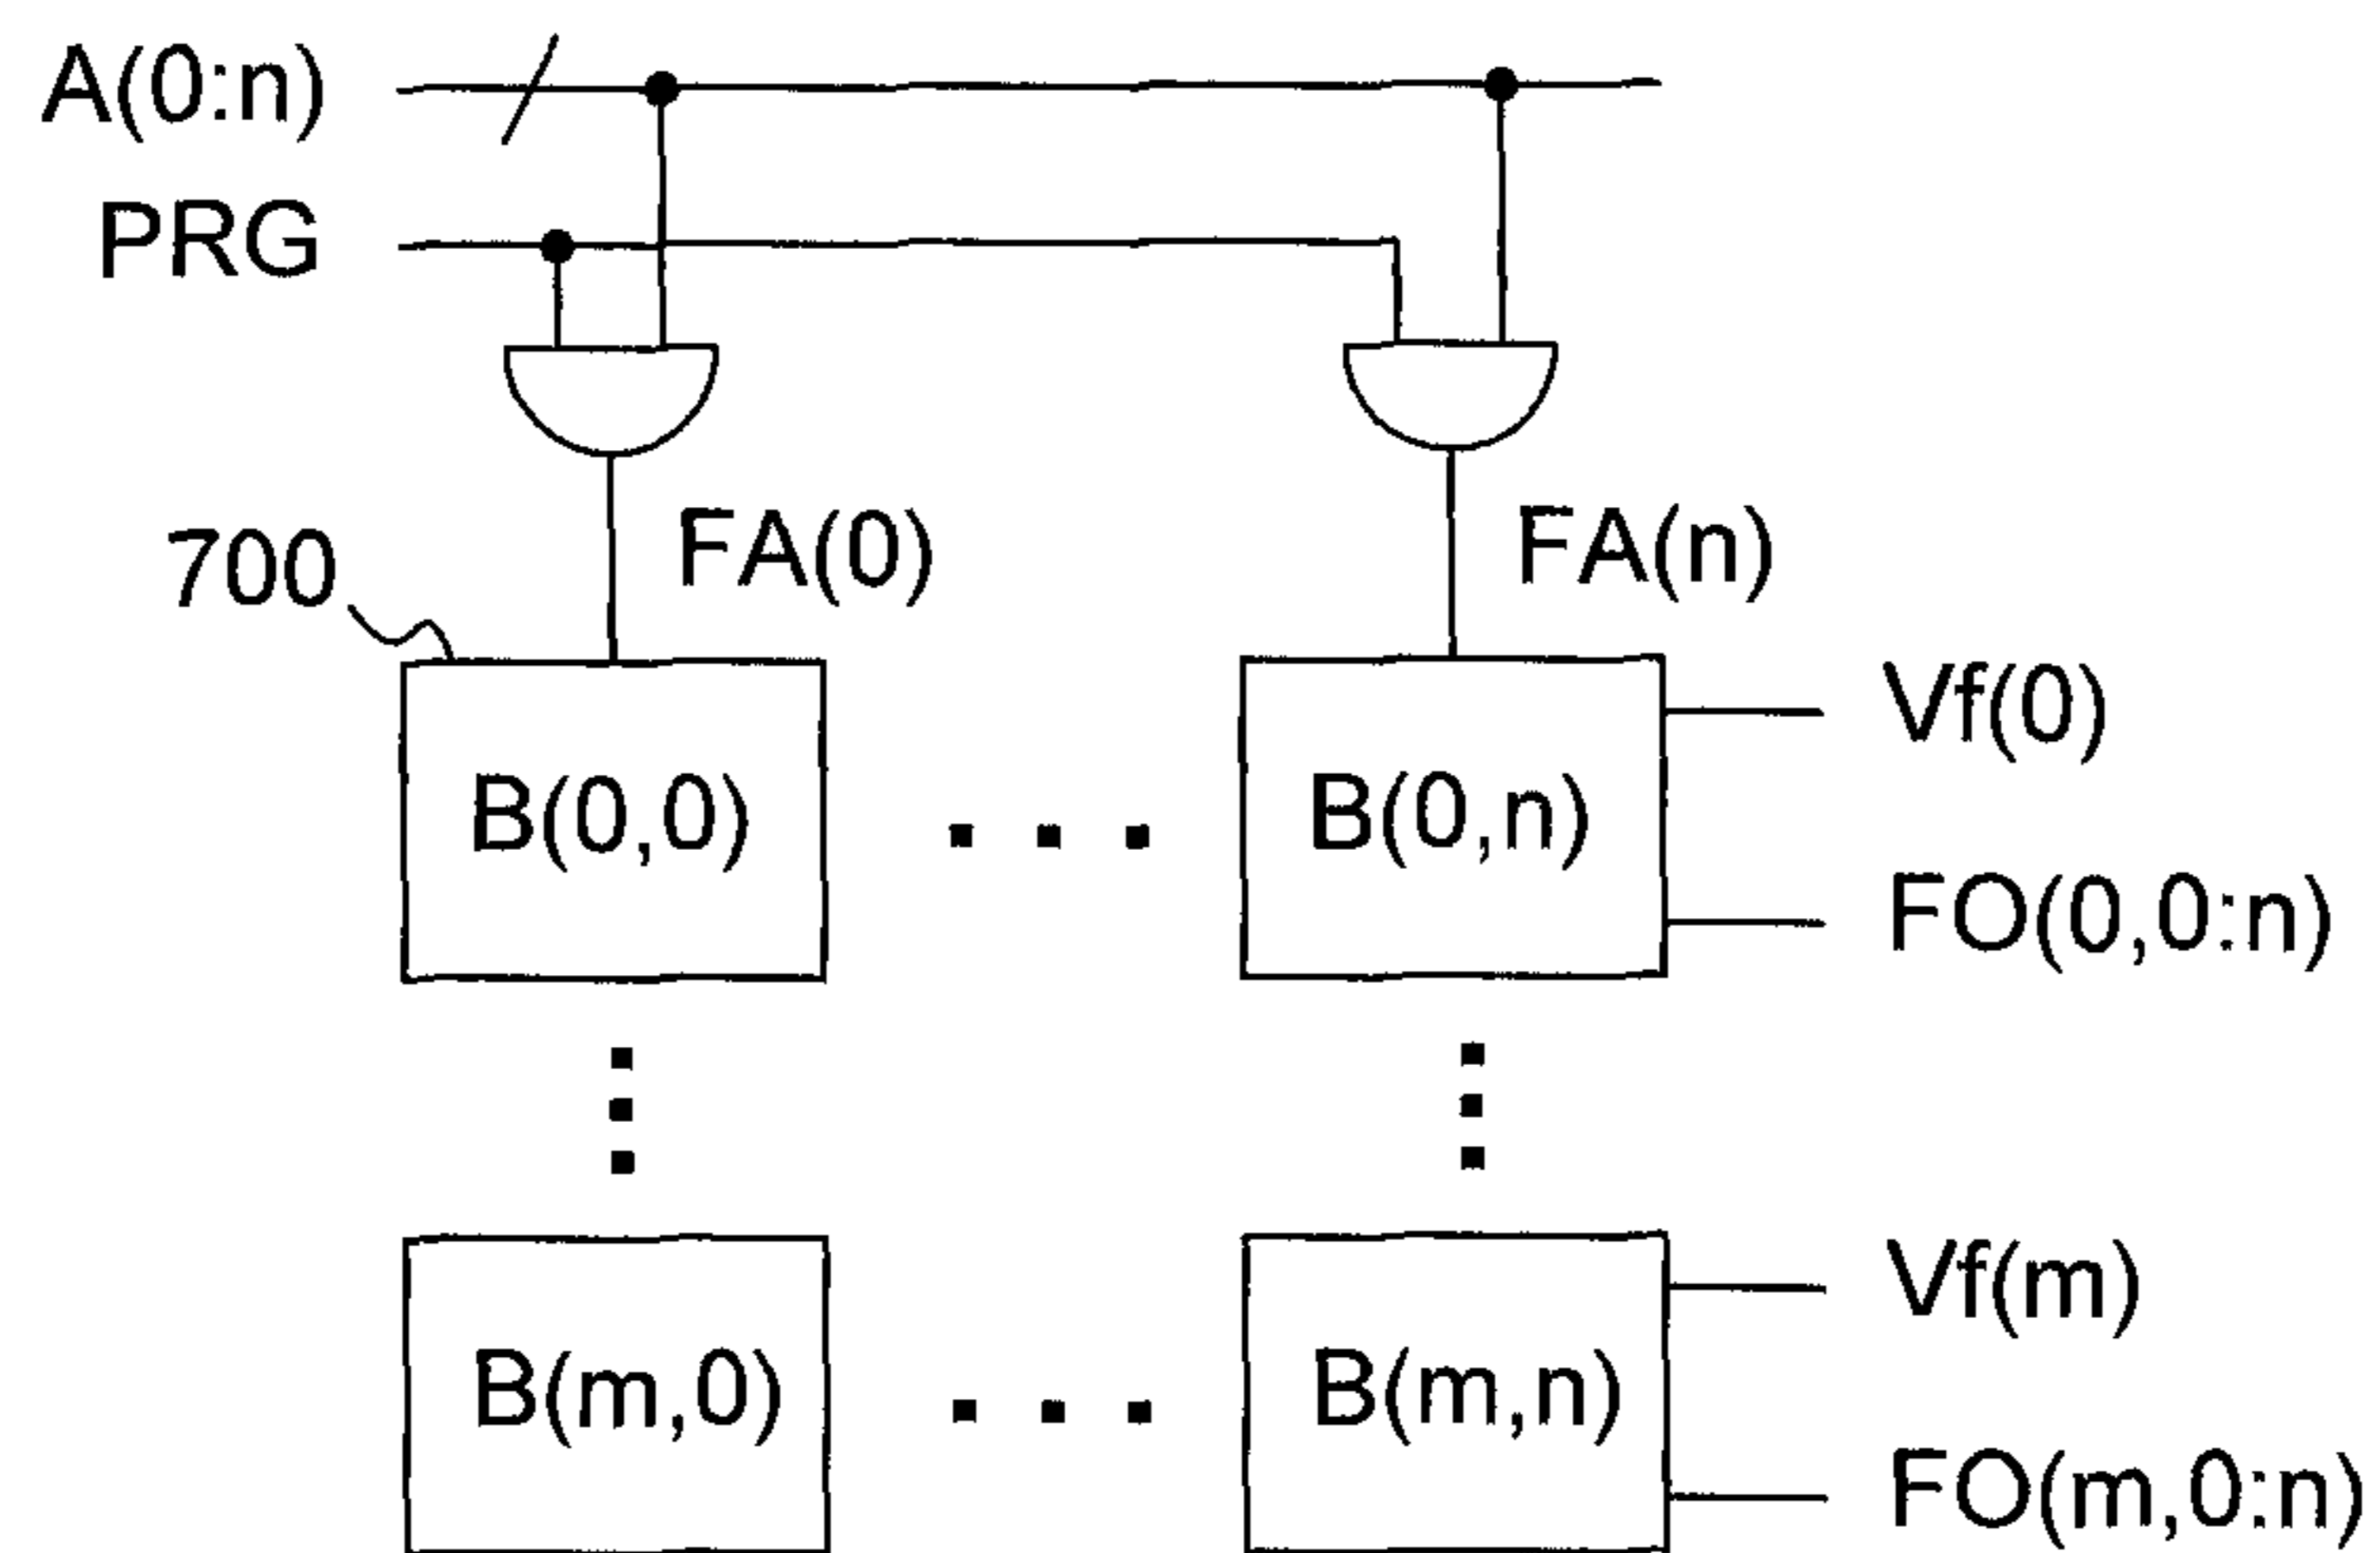 A(0:n)
PRG
FA(0)
FA(n)
700
Vf(0)
B(0,0)
B(0,n)
FO(0,0:n)
Vf(m)
B(m,0)
B(m,n)
FO(m,0:n)